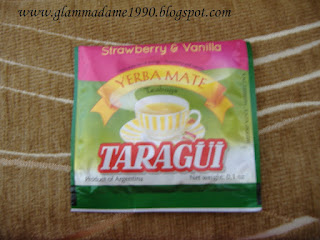 www.glammadame1990.blogspot.com
Strawberry & Vanilla
YERBA MATE
TARAGÜI
Product of Argentina
Net weight: 0.1 oz